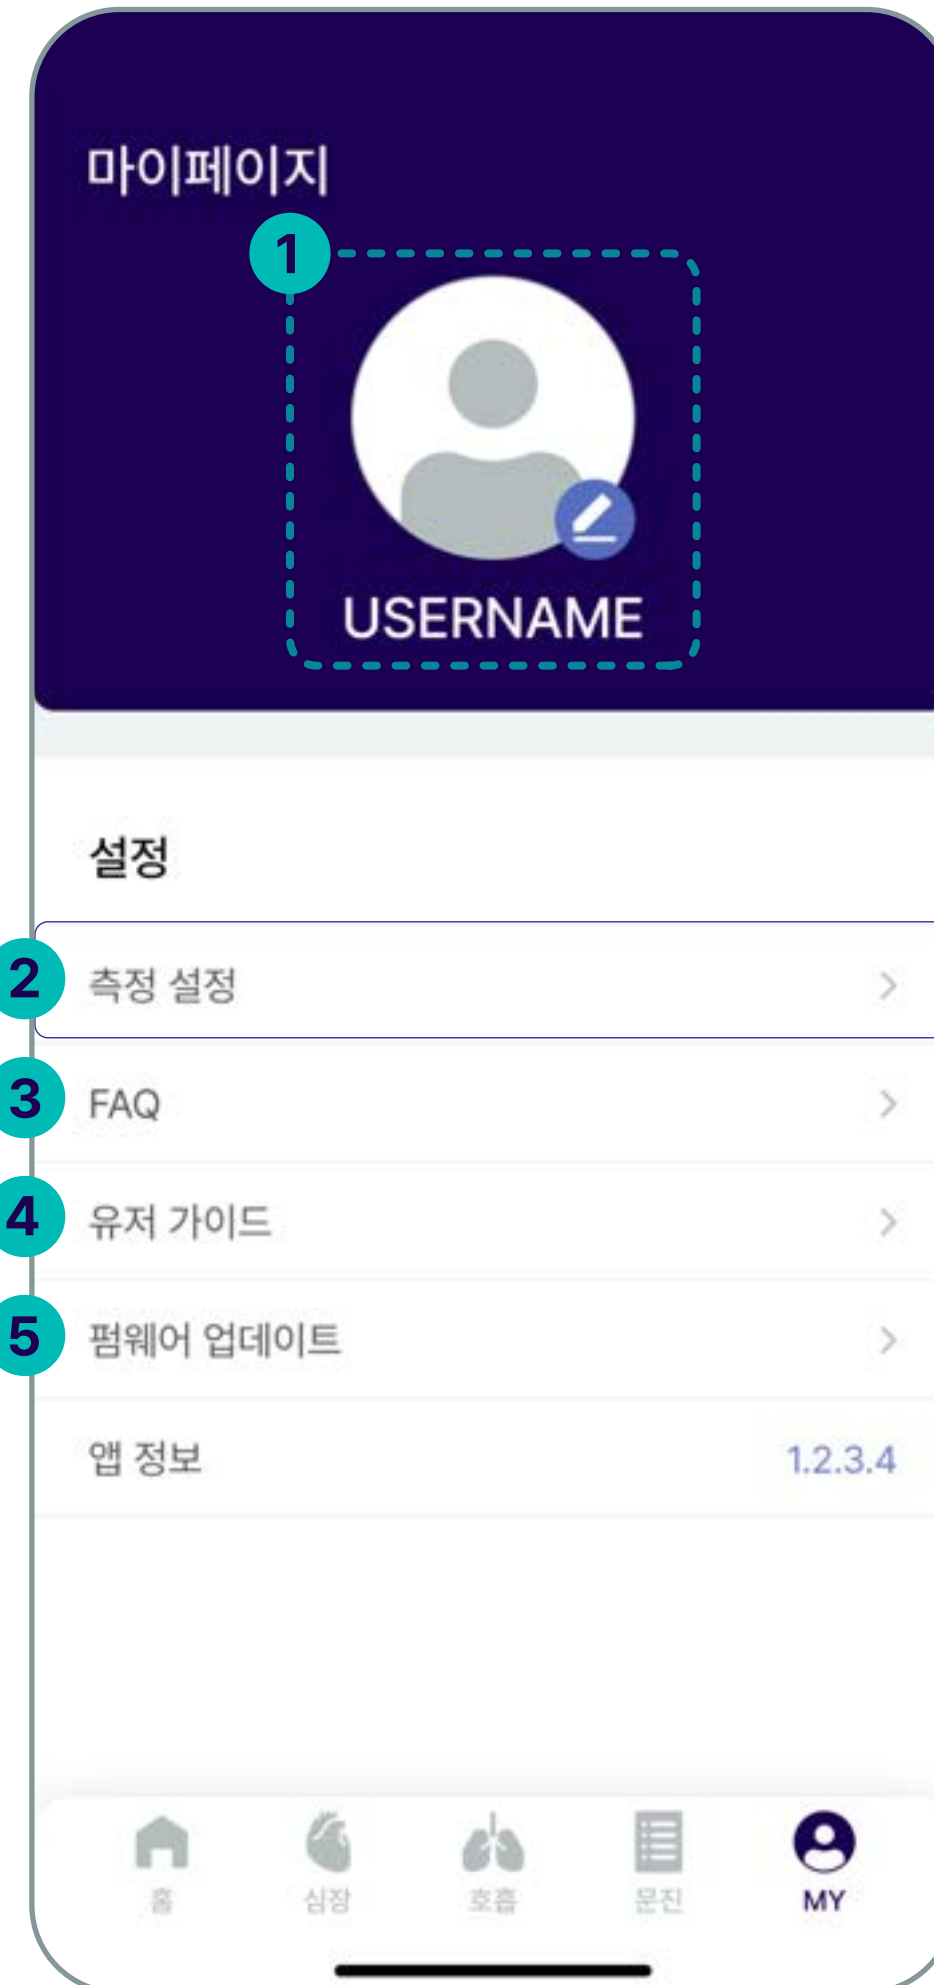 마이페이지
1
USERNAME
설정
2 측정 설정
3 FAQ
4 유저 가이드
5 펌웨어 업데이트
앱 정보 1.2.3.4
홈 심장 호흡 문진 MY